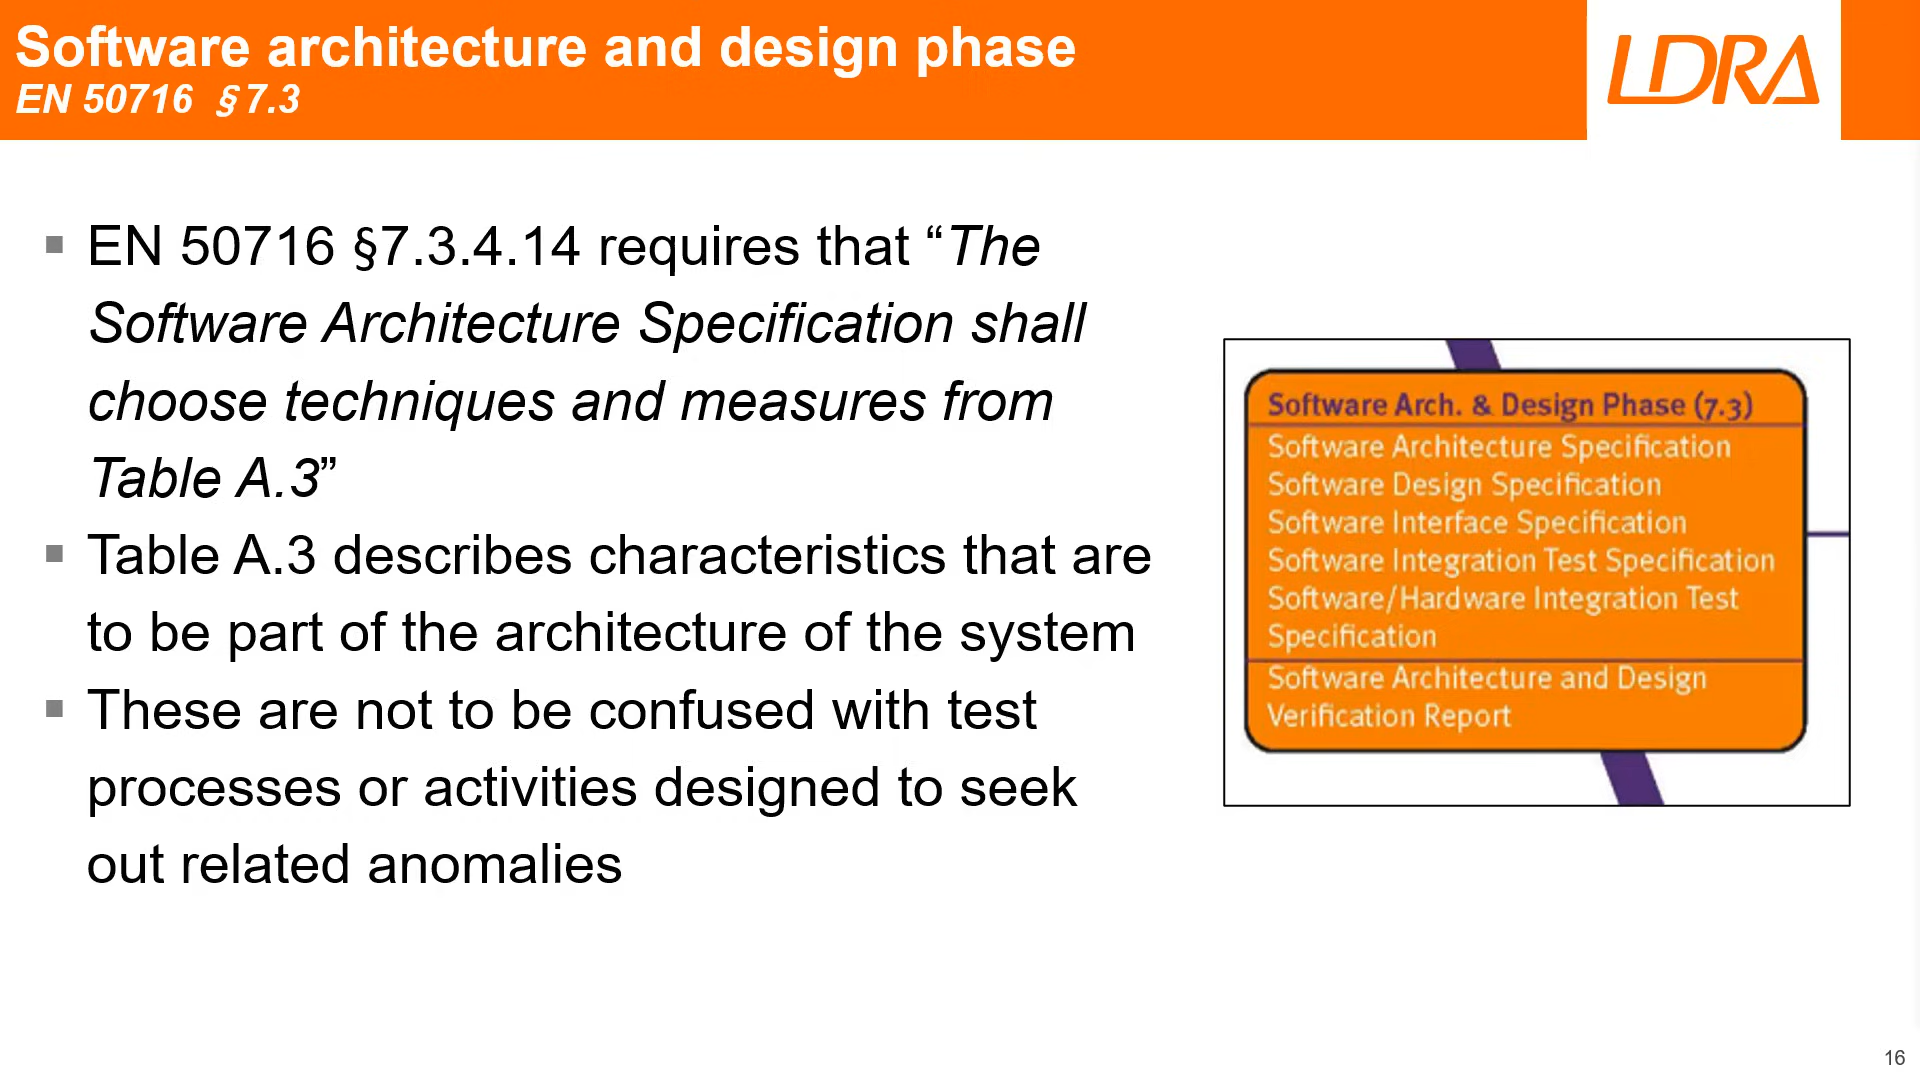 Software architecture and design phase
EN 50716 §7.3
LDRA
▪ EN 50716 §7.3.4.14 requires that “The
Software Architecture Specification shall
choose techniques and measures from
Table A.3”
▪ Table A.3 describes characteristics that are
to be part of the architecture of the system
▪ These are not to be confused with test
processes or activities designed to seek
out related anomalies
Software Arch. & Design Phase (7.3)
Software Architecture Specification
Software Design Specification
Software Interface Specification
Software Integration Test Specification
Software/Hardware Integration Test
Specification
Software Architecture and Design
Verification Report
16